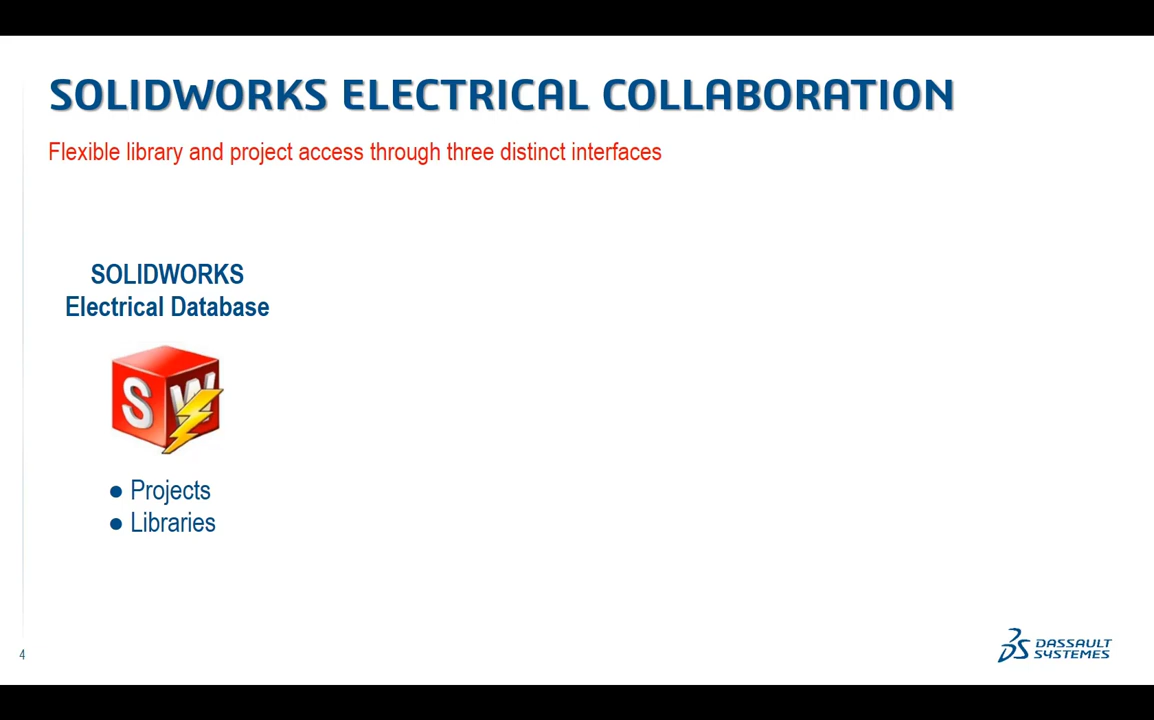 SOLIDWORKS ELECTRICAL COLLABORATION
Flexible library and project access through three distinct interfaces
SOLIDWORKS
Electrical Database
S W
● Projects
● Libraries
4
DASSAULT
SYSTEMES